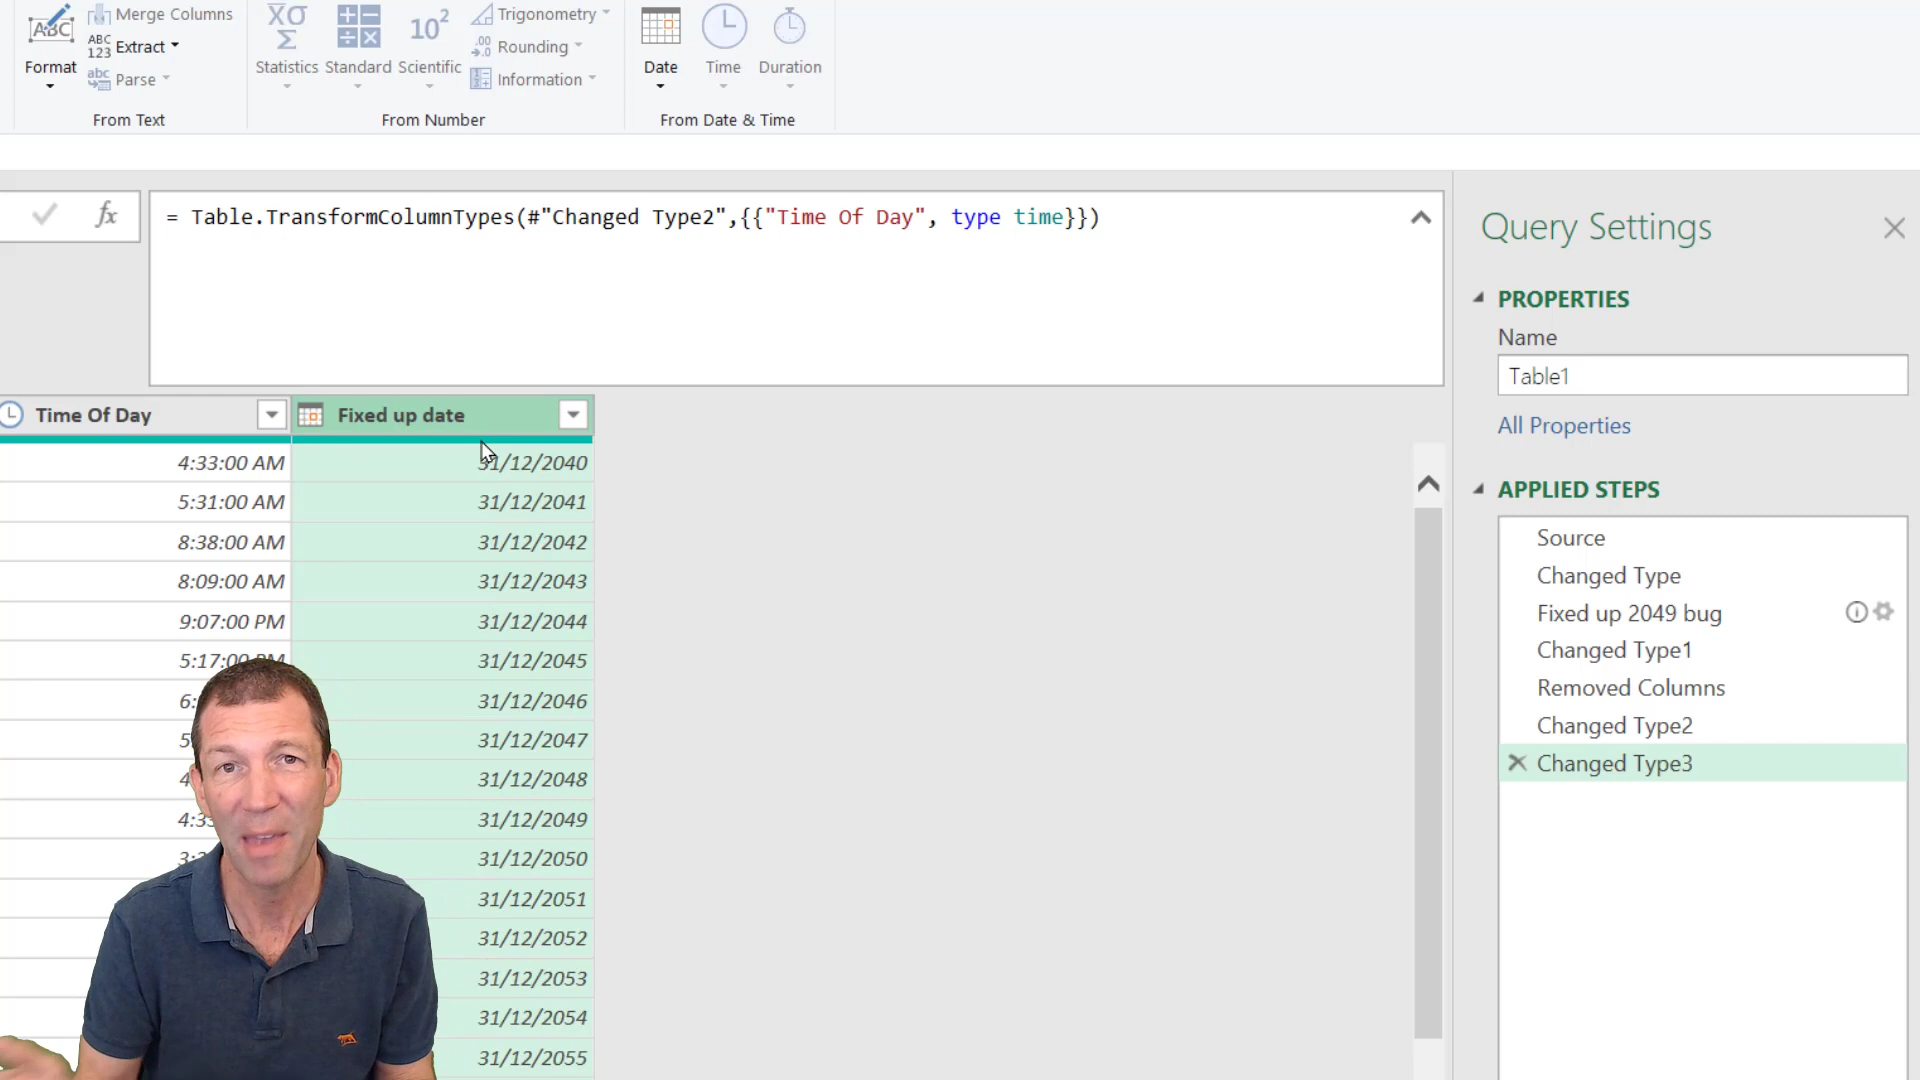 Merge Columns
Extract
Parse
Format
From Text
Statistics
Standard
Scientific
Trigonometry
Rounding
Information
From Number
Date
Time
Duration
From Date & Time
fx
= Table.TransformColumnTypes(#"Changed Type2",{{"Time Of Day", type time}})
Time Of Day
Fixed up date
4:33:00 AM 31/12/2040
5:31:00 AM 31/12/2041
8:38:00 AM 31/12/2042
8:09:00 AM 31/12/2043
9:07:00 PM 31/12/2044
5:17:00 PM 31/12/2045
31/12/2046
31/12/2047
31/12/2048
31/12/2049
31/12/2050
31/12/2051
31/12/2052
31/12/2053
31/12/2054
31/12/2055
Query Settings
PROPERTIES
Name
Table1
All Properties
APPLIED STEPS
Source
Changed Type
Fixed up 2049 bug
Changed Type1
Removed Columns
Changed Type2
Changed Type3